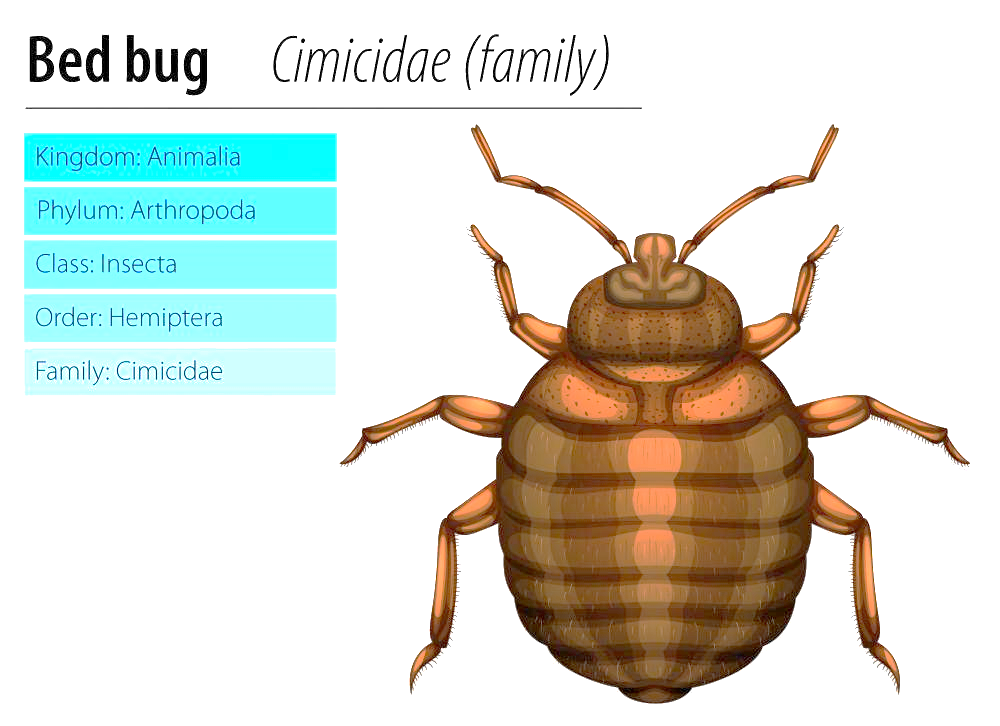 Bed bug Cimicidae (family)
Kingdom: Animalia
Phylum: Arthropoda
Class: Insecta
Order: Hemiptera
Family: Cimicidae